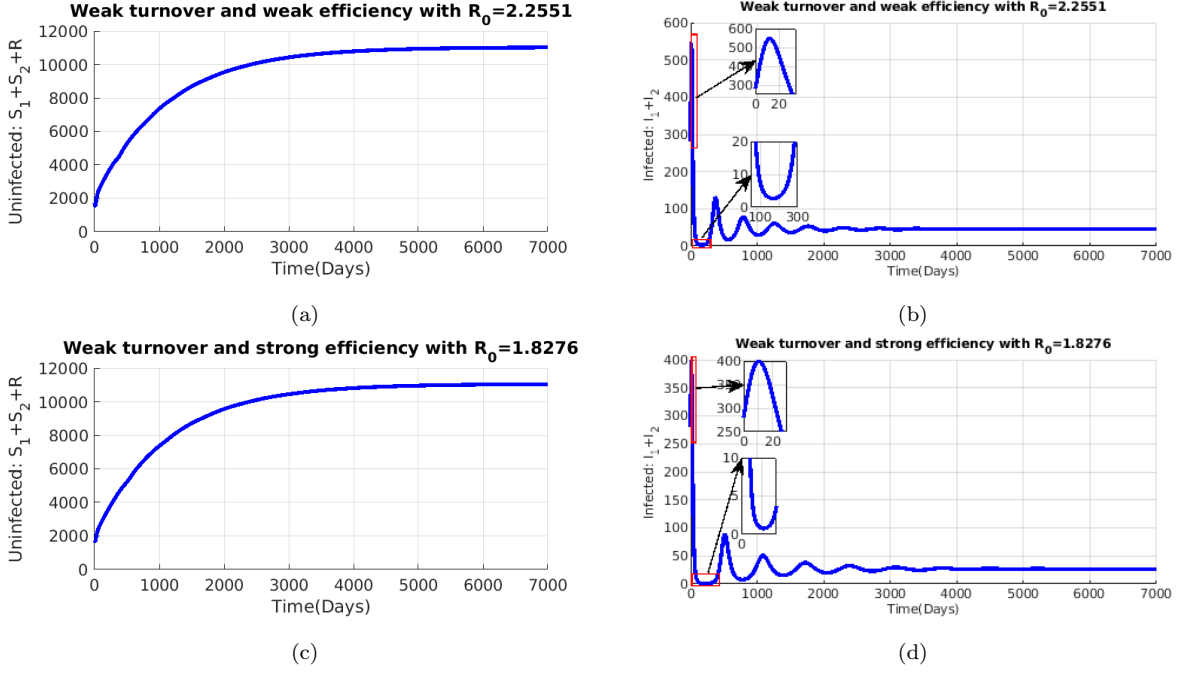 Weak turnover and weak efficiency with R0=2.2551
Uninfected: S1+S2+R
12000
10000
8000
6000
4000
2000
0
0 1000 2000 3000 4000 5000 6000 7000
Time(Days)
(a)
Weak turnover and weak efficiency with R0=2.2551
Infected: I1+I2
600
500
400
300
200
100
0
600
500
400
300
0 20
20
10
0
100 300
0 1000 2000 3000 4000 5000 6000 7000
Time(Days)
(b)
Weak turnover and strong efficiency with R0=1.8276
Uninfected: S1+S2+R
12000
10000
8000
6000
4000
2000
0
0 1000 2000 3000 4000 5000 6000 7000
Time(Days)
(c)
Weak turnover and strong efficiency with R0=1.8276
Infected: I1+I2
400
350
300
250
200
150
100
50
0
400
350
300
250
0 10 20
10
5
0
0
0 1000 2000 3000 4000 5000 6000 7000
Time(Days)
(d)